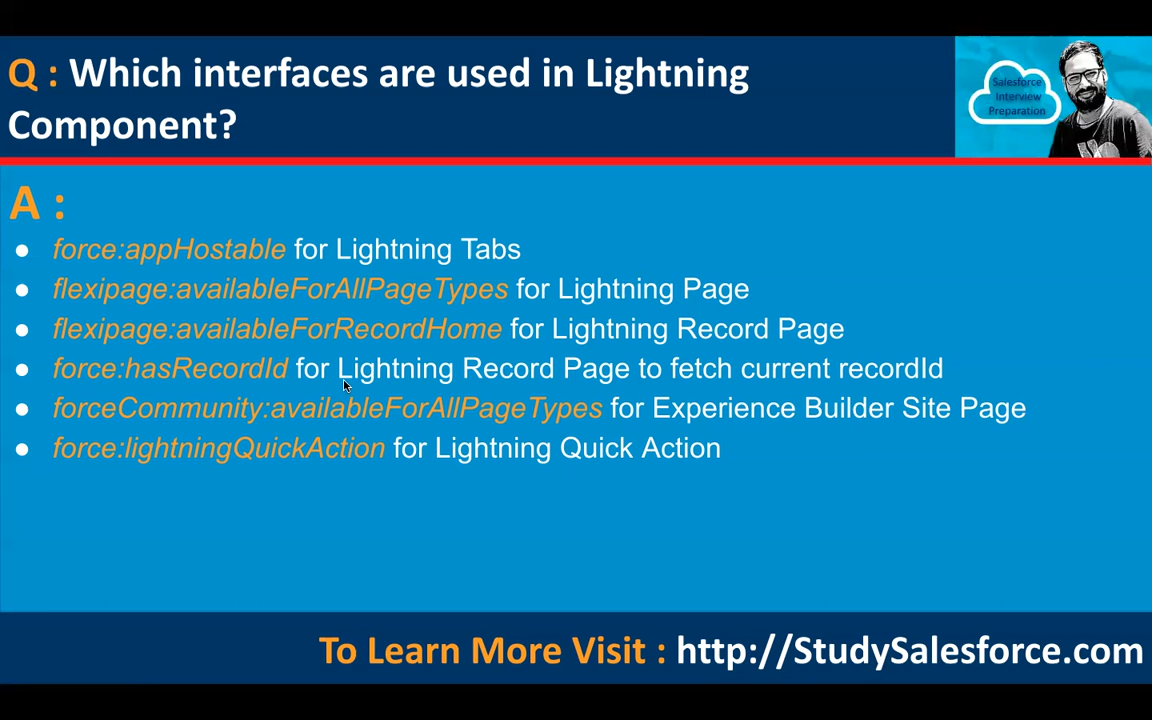 Q : Which interfaces are used in Lightning
Component?
Salesforce
Interview
Preparation
A :
● force:appHostable for Lightning Tabs
● flexipage:availableForAllPageTypes for Lightning Page
● flexipage:availableForRecordHome for Lightning Record Page
● force:hasRecordId for Lightning Record Page to fetch current recordId
● forceCommunity:availableForAllPageTypes for Experience Builder Site Page
● force:lightningQuickAction for Lightning Quick Action
To Learn More Visit : http://StudySalesforce.com